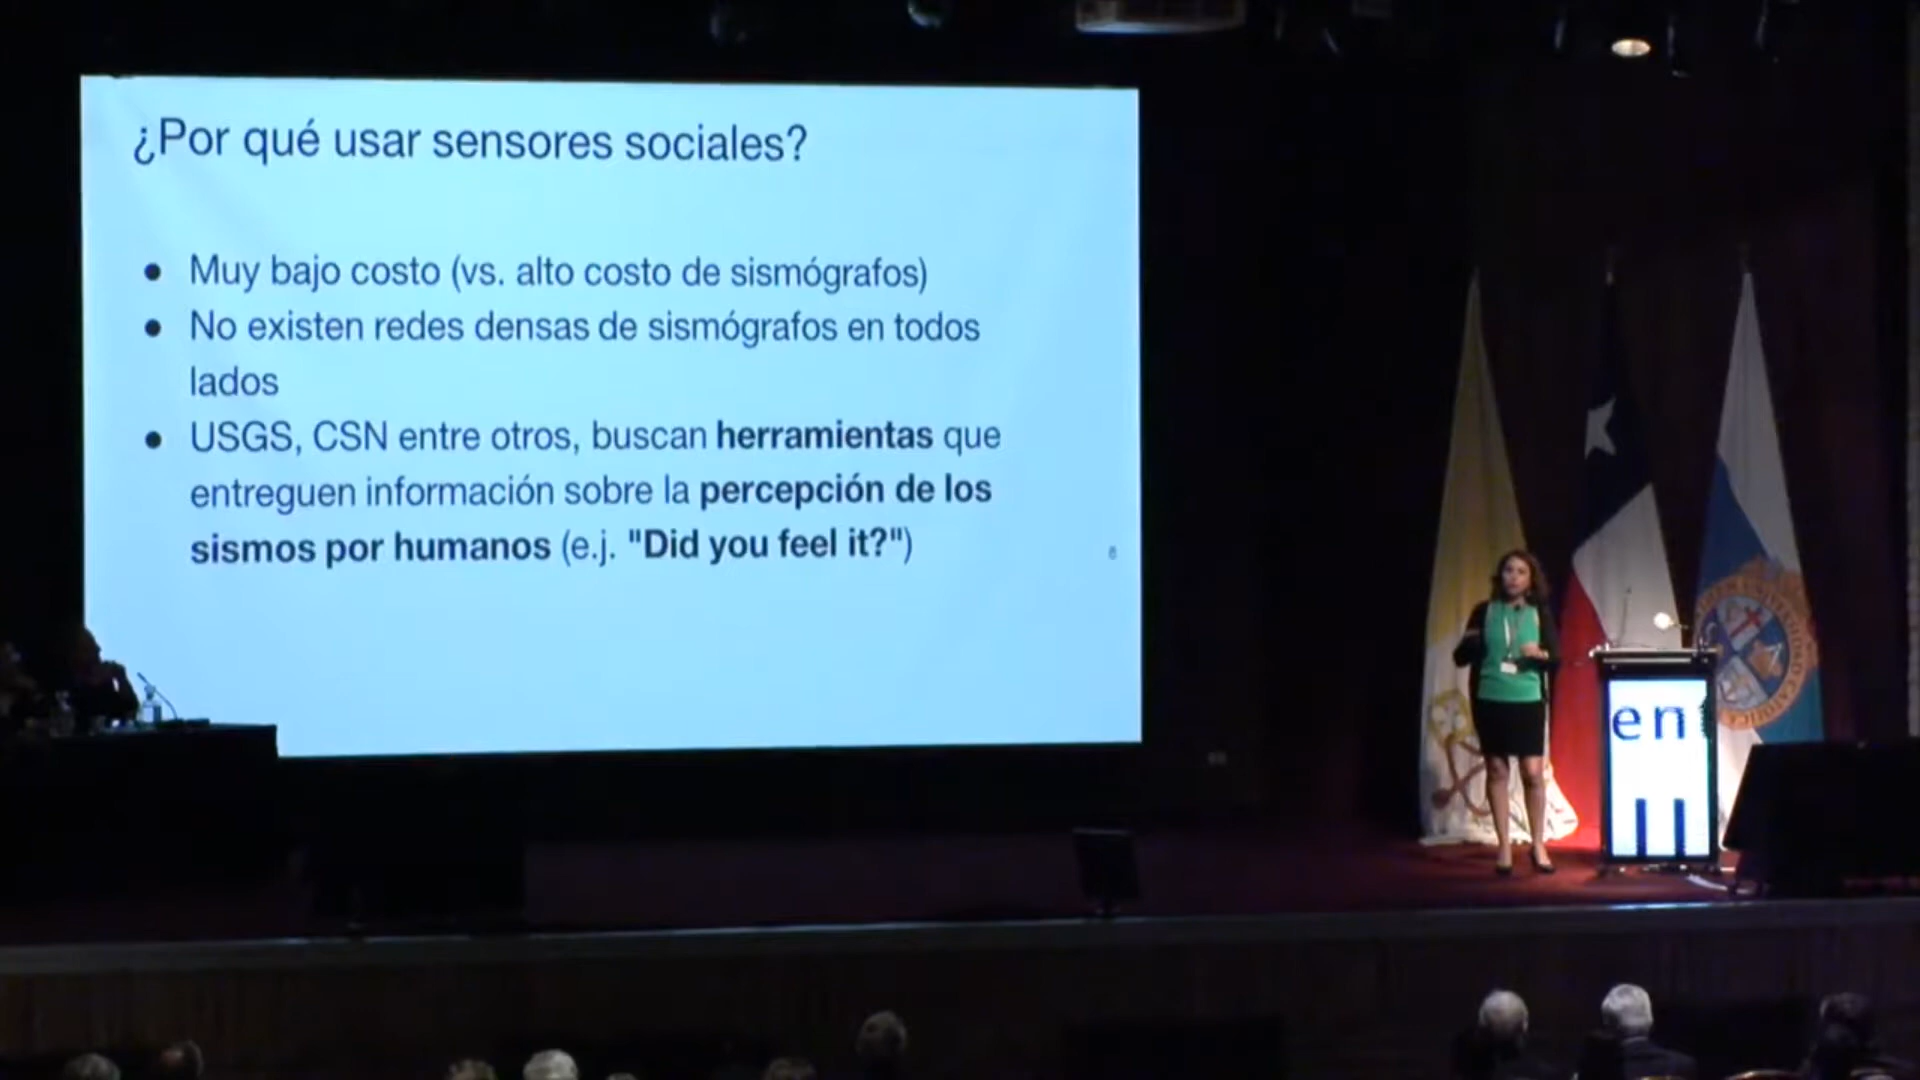 ¿Por qué usar sensores sociales?
● Muy bajo costo (vs. alto costo de sismógrafos)
● No existen redes densas de sismógrafos en todos
lados
● USGS, CSN entre otros, buscan herramientas que
entreguen información sobre la percepción de los
sismos por humanos (e.j. "Did you feel it?")
en